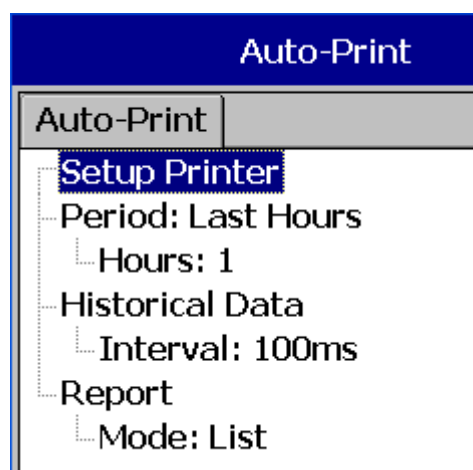 Auto-Print
Auto-Print
Setup Printer
Period: Last Hours
Hours: 1
Historical Data
Interval: 100ms
Report
Mode: List